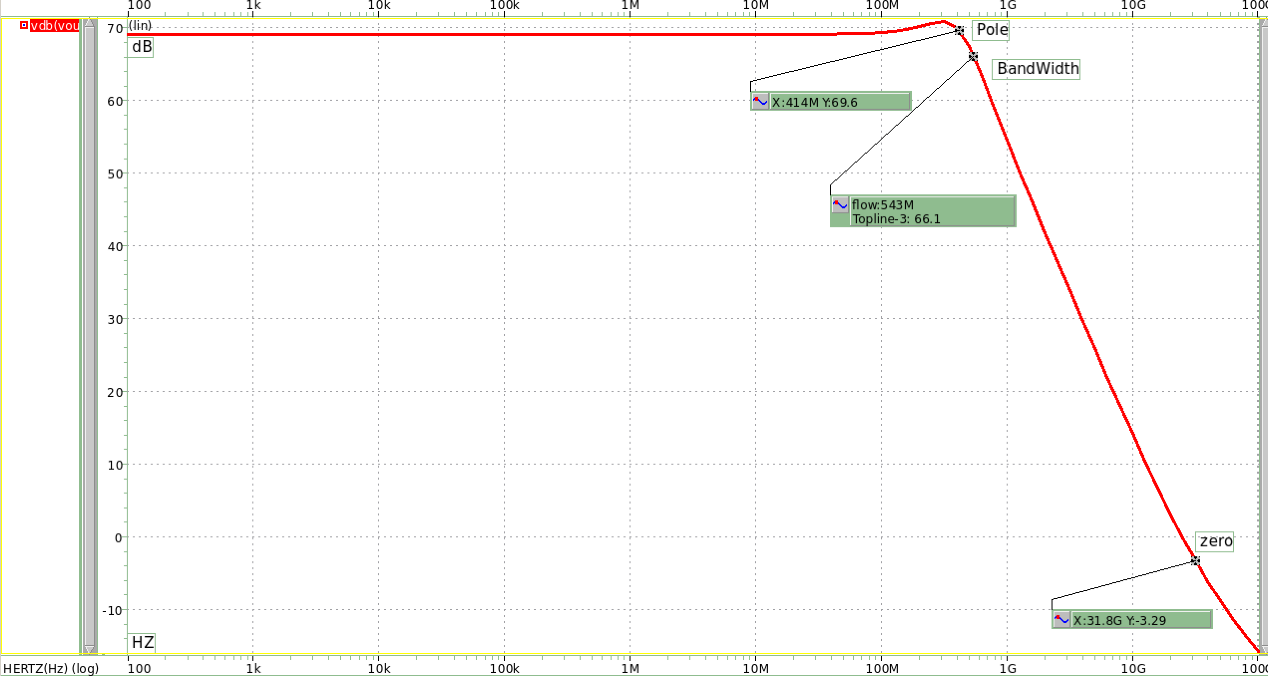 100 1k 10k 100k 1M 10M 100M 1G 10G 100
vdb(vou
(lin)
70
dB
Pole
BandWidth
60
X:414M Y:69.6
50
flow:543M
Topline-3: 66.1
40
30
20
10
0
zero
-10
X:31.8G Y:-3.29
HZ
HERTZ(Hz) (log) 100 1k 10k 100k 1M 10M 100M 1G 10G 100